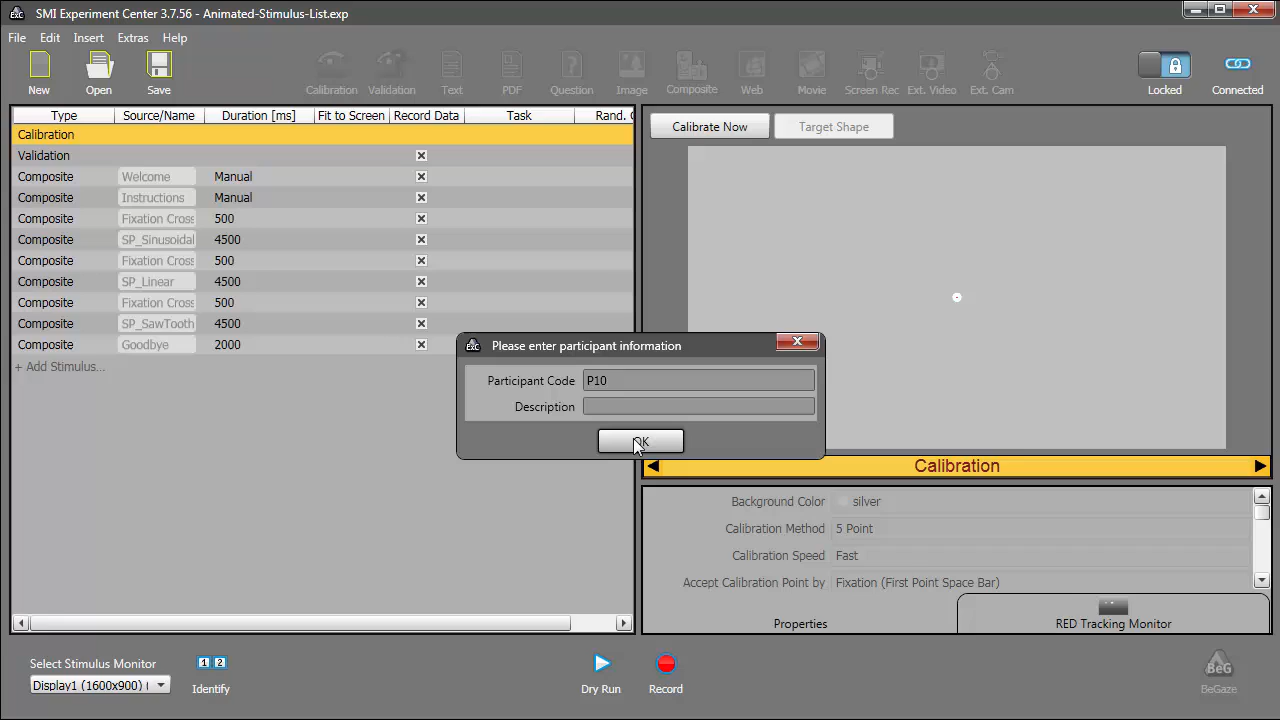 SMI Experiment Center 3.7.56 - Animated-Stimulus-List.exp
File Edit Insert Extras Help
New Open Save Calibration Validation Text PDF Question Image Composite Web Movie Screen Rec Ext. Video Ext. Cam Locked Connected
Type Source/Name Duration [ms] Fit to Screen Record Data Task Rand.
Calibration
Validation
Composite Welcome Manual
Composite Instructions Manual
Composite Fixation Cross 500
Composite SP_Sinusoidal 4500
Composite Fixation Cross 500
Composite SP_Linear 4500
Composite Fixation Cross 500
Composite SP_SawTooth 4500
Composite Goodbye 2000
+ Add Stimulus...
Calibrate Now Target Shape
Please enter participant information
Participant Code P10
Description
OK
Calibration
Background Color silver
Calibration Method 5 Point
Calibration Speed Fast
Accept Calibration Point by Fixation (First Point Space Bar)
Properties RED Tracking Monitor
Select Stimulus Monitor
Display1 (1600x900) (
1 2
Identify
Dry Run Record
BeG
BeGaze